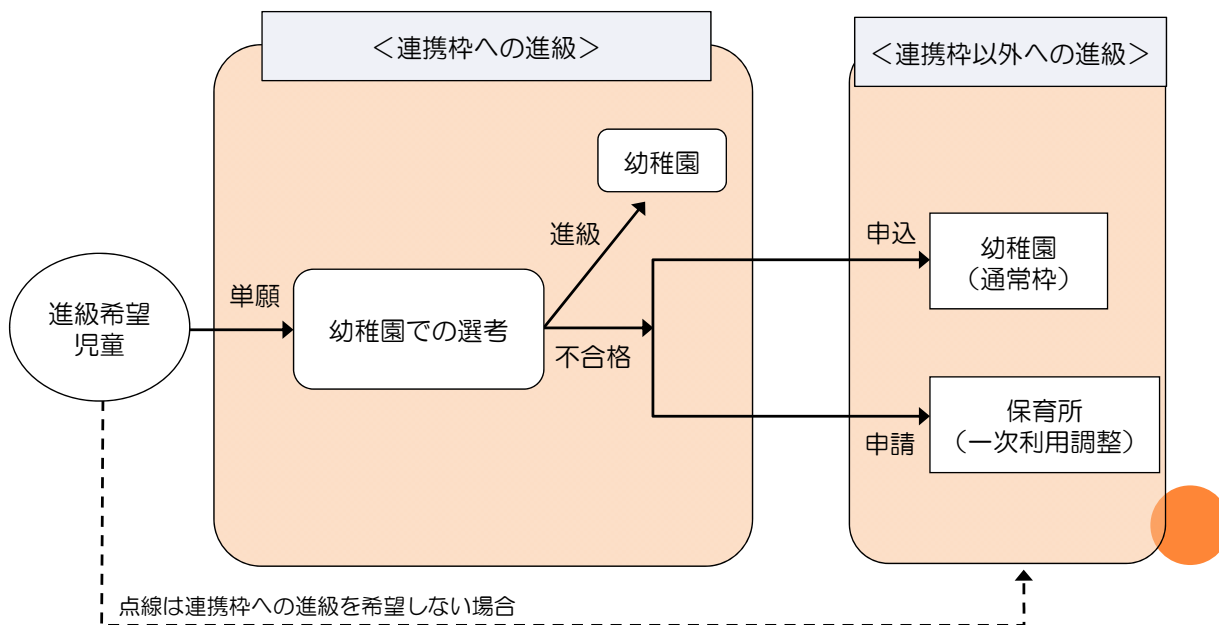 ＜連携枠への進級＞
＜連携枠以外への進級＞
幼稚園
進級
申込
幼稚園
（通常枠）
単願
進級希望
児童
幼稚園での選考
不合格
保育所
（一次利用調整）
申請
点線は連携枠への進級を希望しない場合